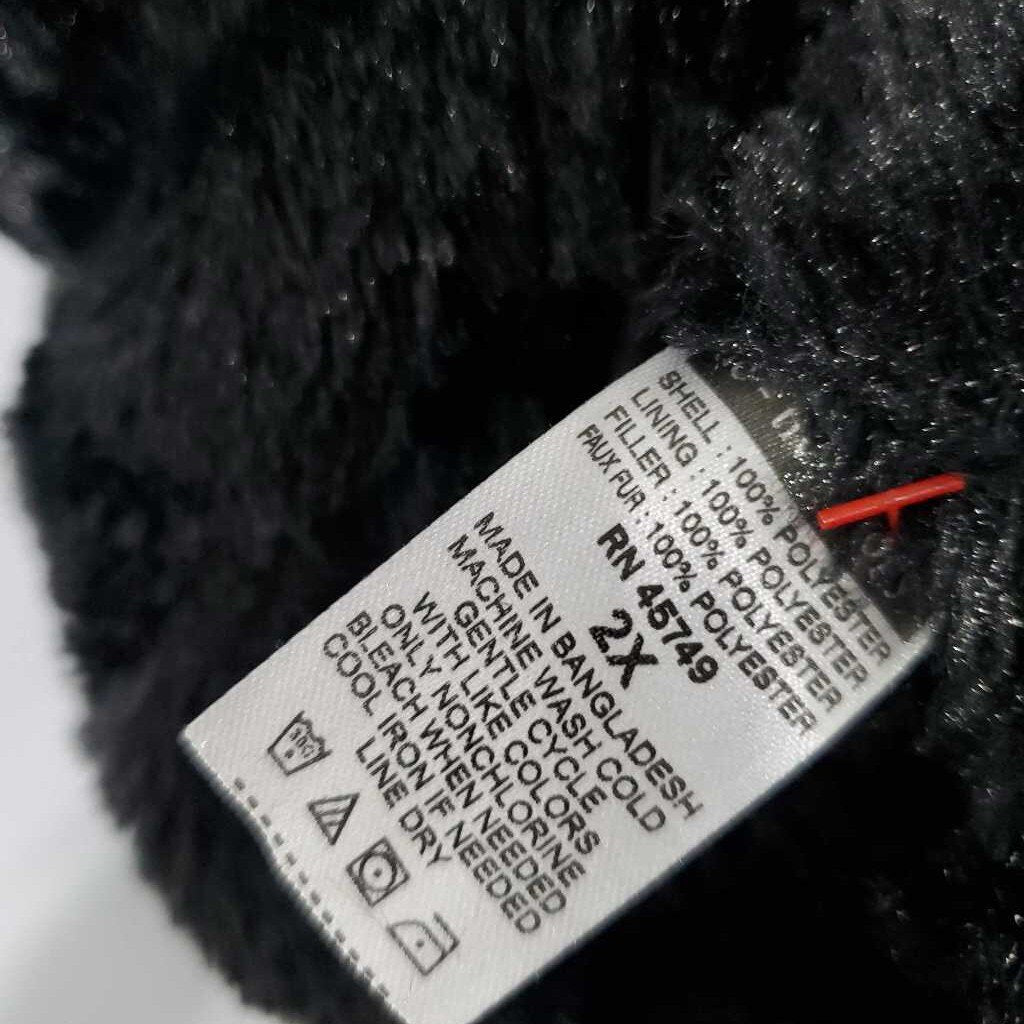 SHELL : 100% POLYESTER
LINING : 100% POLYESTER
FILLER : 100% POLYESTER
FAUX FUR : 100% POLYESTER
RN 45749
2X
MADE IN BANGLADESH
MACHINE WASH COLD
GENTLE CYCLE
WITH LIKE COLORS
ONLY NONCHLORINE
BLEACH WHEN NEEDED
COOL IRON IF NEEDED
LINE DRY